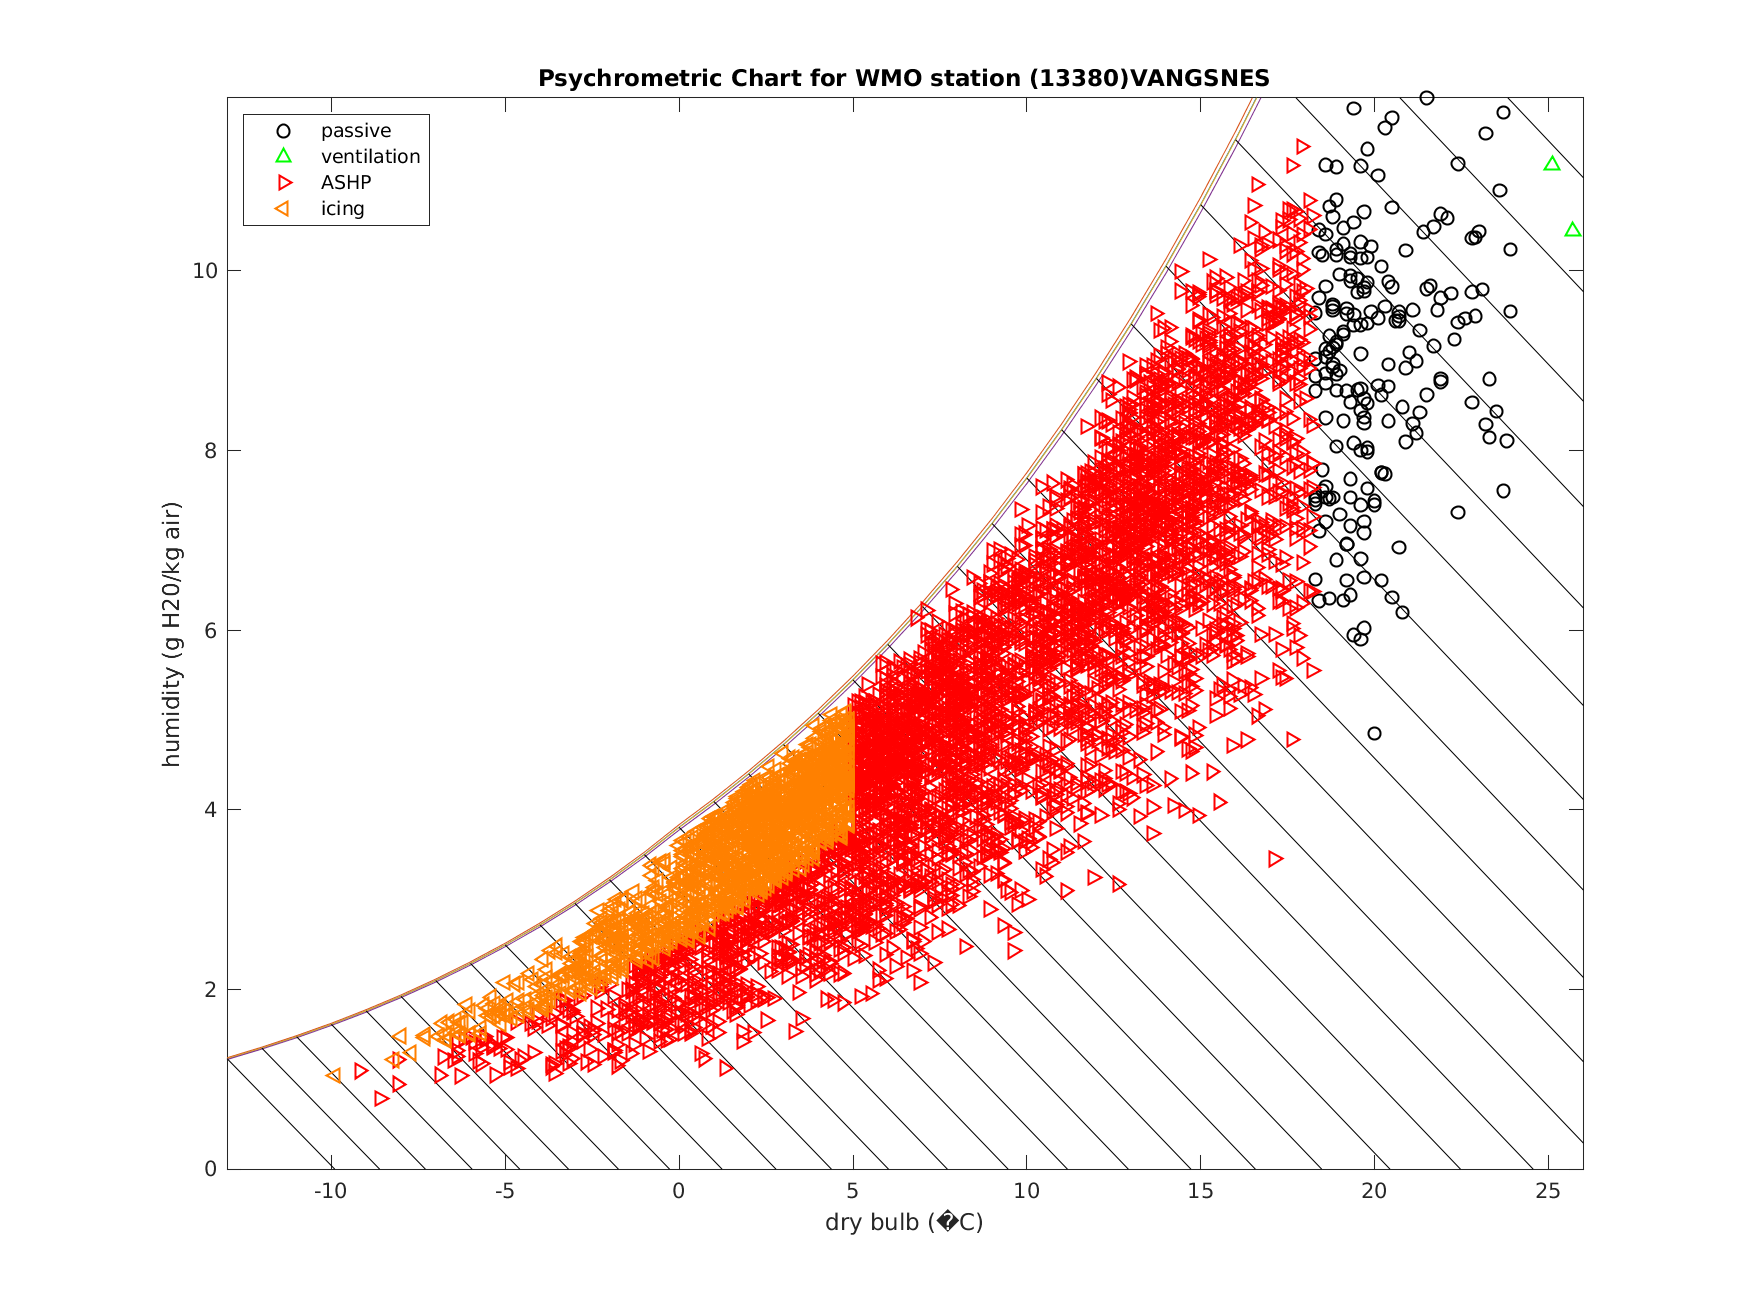 Psychrometric Chart for WMO station (13380)VANGSNES
passive
ventilation
ASHP
icing
humidity (g H20/kg air)
10
8
6
4
2
0
-10 -5 0 5 10 15 20 25
dry bulb (�C)